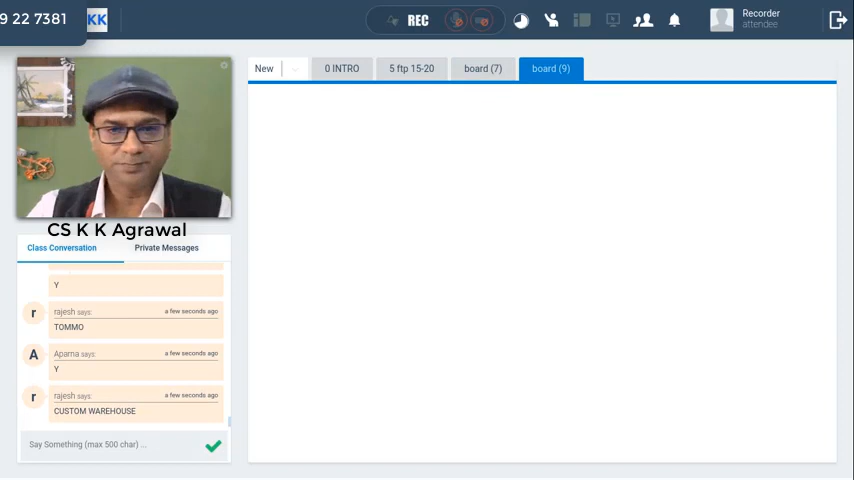 9 22 7381
KK
REC
Recorder
attendee
New
0 INTRO
5 ftp 15-20
board (7)
board (9)
CS K K Agrawal
Class Conversation
Private Messages
Y
r
rajesh says:
a few seconds ago
TOMMO
A
Aparna says:
a few seconds ago
Y
r
rajesh says:
a few seconds ago
CUSTOM WAREHOUSE
Say Something (max 500 char) ...